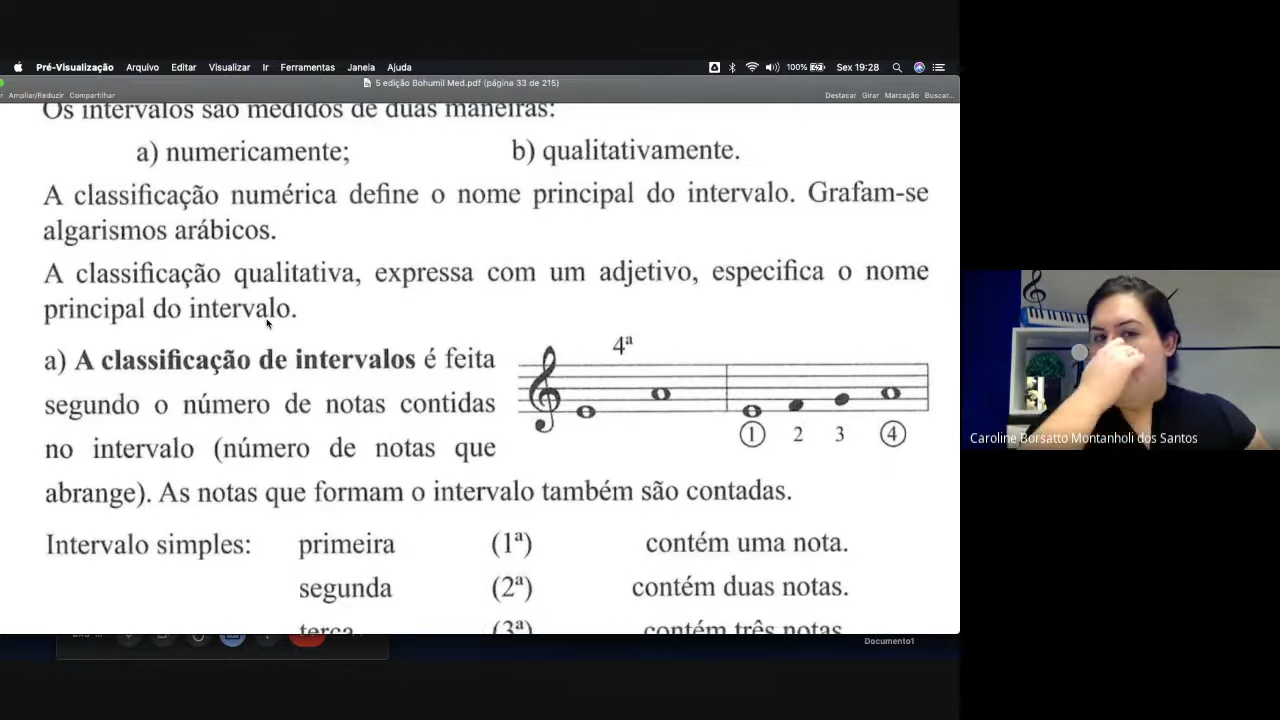 Pré-Visualização Arquivo Editar Visualizar Ir Ferramentas Janela Ajuda 100% Sex 19:28
5 edição Bohumil Med.pdf (página 33 de 215)
Ampliar/Reduzir Compartilhar Destacar Girar Marcação Buscar...
Os intervalos são medidos de duas maneiras:
a) numericamente; b) qualitativamente.
A classificação numérica define o nome principal do intervalo. Grafam-se
algarismos arábicos.
A classificação qualitativa, expressa com um adjetivo, especifica o nome
principal do intervalo.
a) A classificação de intervalos é feita
segundo o número de notas contidas
no intervalo (número de notas que
abrange). As notas que formam o intervalo também são contadas.
4ª
1 2 3 4
Intervalo simples: primeira (1ª) contém uma nota.
segunda (2ª) contém duas notas.
terça (3ª) contém três notas
Documento1
Caroline Borsatto Montanholi dos Santos